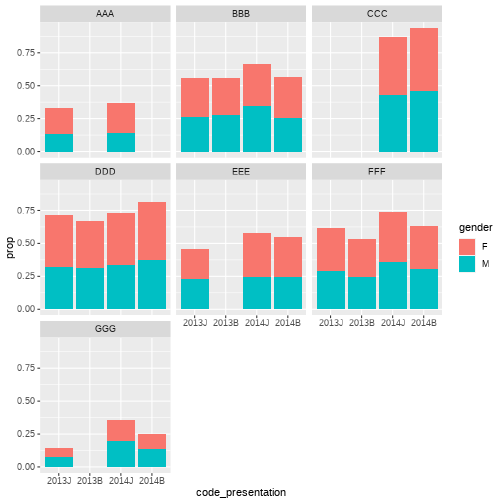 AAA BBB CCC
0.75
0.50
0.25
0.00
DDD EEE FFF
0.75
0.50
0.25
0.00
2013J 2013B 2014J 2014B 2013J 2013B 2014J 2014B
GGG
0.75
0.50
0.25
0.00
2013J 2013B 2014J 2014B
code_presentation
prop
gender
F
M